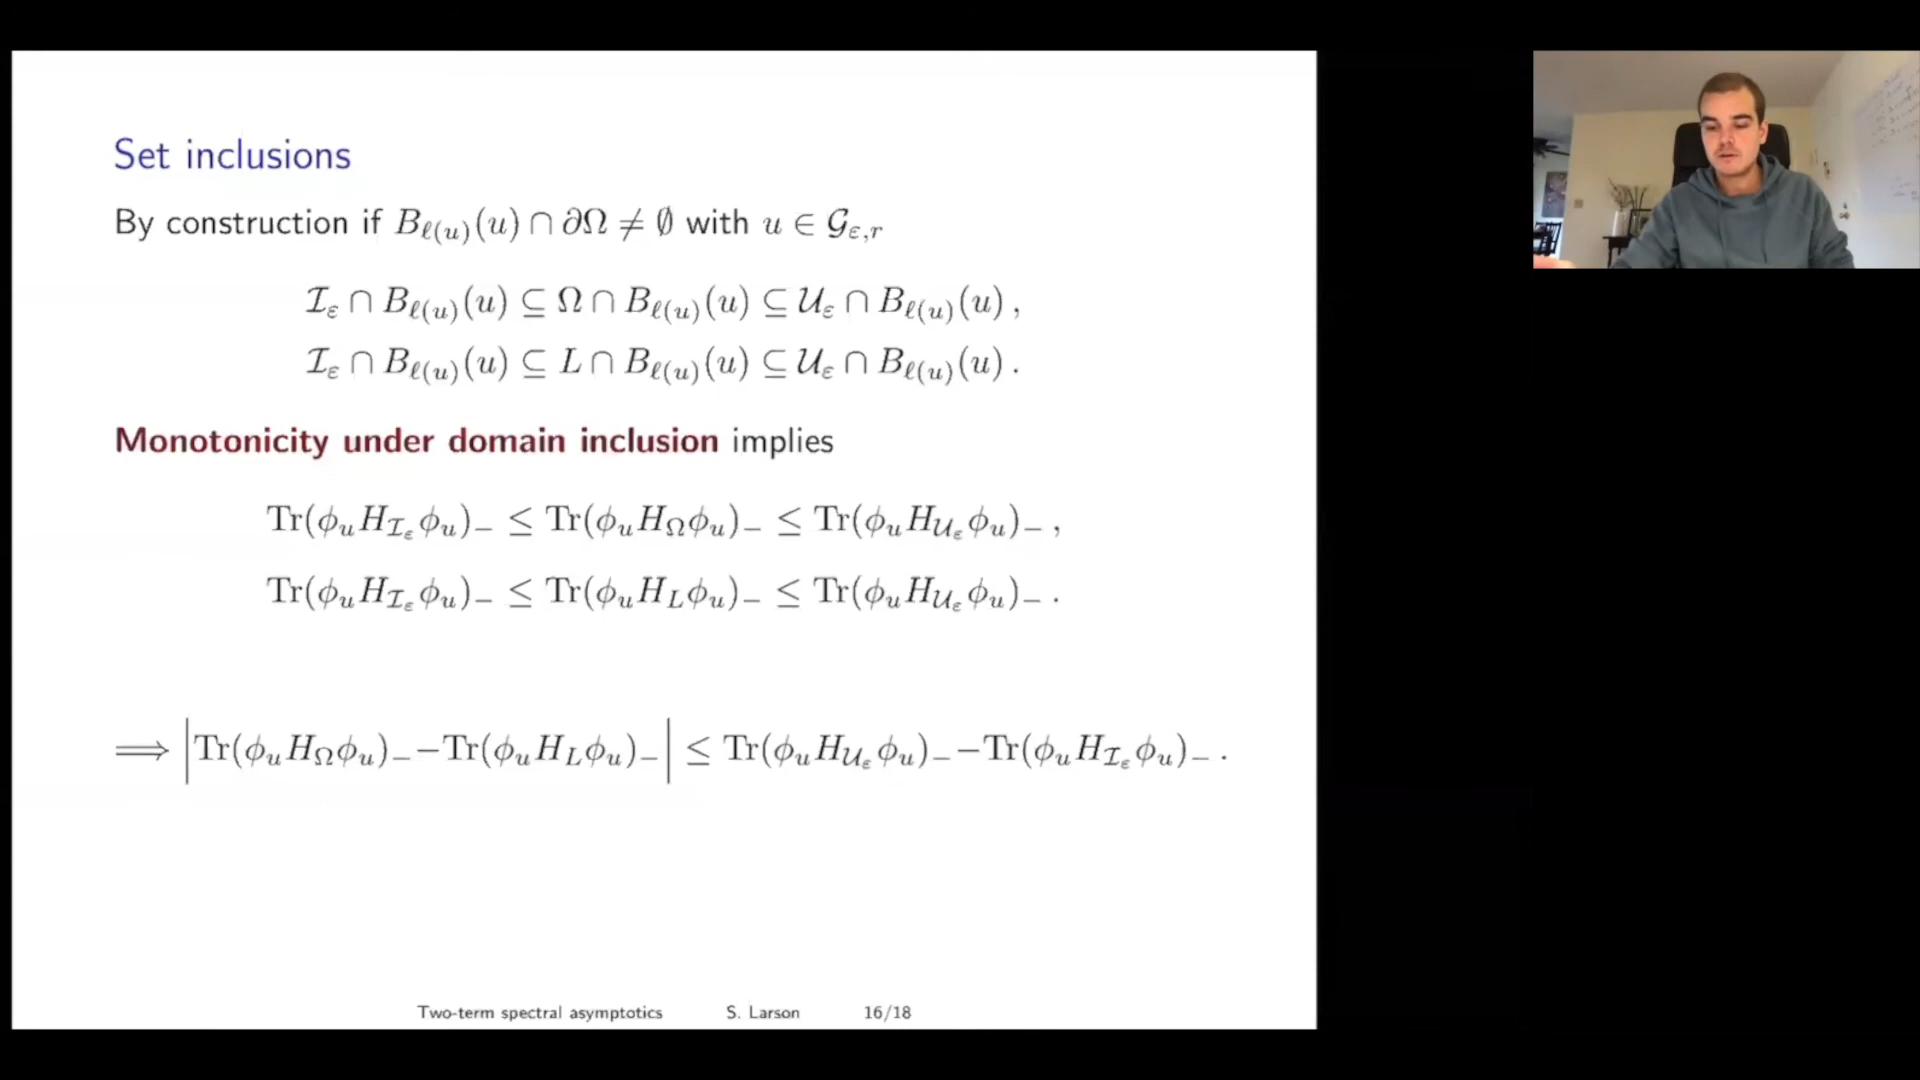 Set inclusions
By construction if $B_{\ell(u)}(u) \cap \partial\Omega \neq \emptyset$ with $u \in \mathcal{G}_{\varepsilon,r}$
$\mathcal{I}_\varepsilon \cap B_{\ell(u)}(u) \subseteq \Omega \cap B_{\ell(u)}(u) \subseteq \mathcal{U}_\varepsilon \cap B_{\ell(u)}(u)\,,$
$\mathcal{I}_\varepsilon \cap B_{\ell(u)}(u) \subseteq L \cap B_{\ell(u)}(u) \subseteq \mathcal{U}_\varepsilon \cap B_{\ell(u)}(u)\,.$
Monotonicity under domain inclusion implies
$\mathrm{Tr}(\phi_u H_{\mathcal{I}_\varepsilon} \phi_u)_- \leq \mathrm{Tr}(\phi_u H_\Omega \phi_u)_- \leq \mathrm{Tr}(\phi_u H_{\mathcal{U}_\varepsilon} \phi_u)_-\,,$
$\mathrm{Tr}(\phi_u H_{\mathcal{I}_\varepsilon} \phi_u)_- \leq \mathrm{Tr}(\phi_u H_L \phi_u)_- \leq \mathrm{Tr}(\phi_u H_{\mathcal{U}_\varepsilon} \phi_u)_-\,.$
$\Longrightarrow \left|\mathrm{Tr}(\phi_u H_\Omega \phi_u)_- - \mathrm{Tr}(\phi_u H_L \phi_u)_-\right| \leq \mathrm{Tr}(\phi_u H_{\mathcal{U}_\varepsilon} \phi_u)_- - \mathrm{Tr}(\phi_u H_{\mathcal{I}_\varepsilon} \phi_u)_-\,.$
Two-term spectral asymptotics S. Larson 16/18